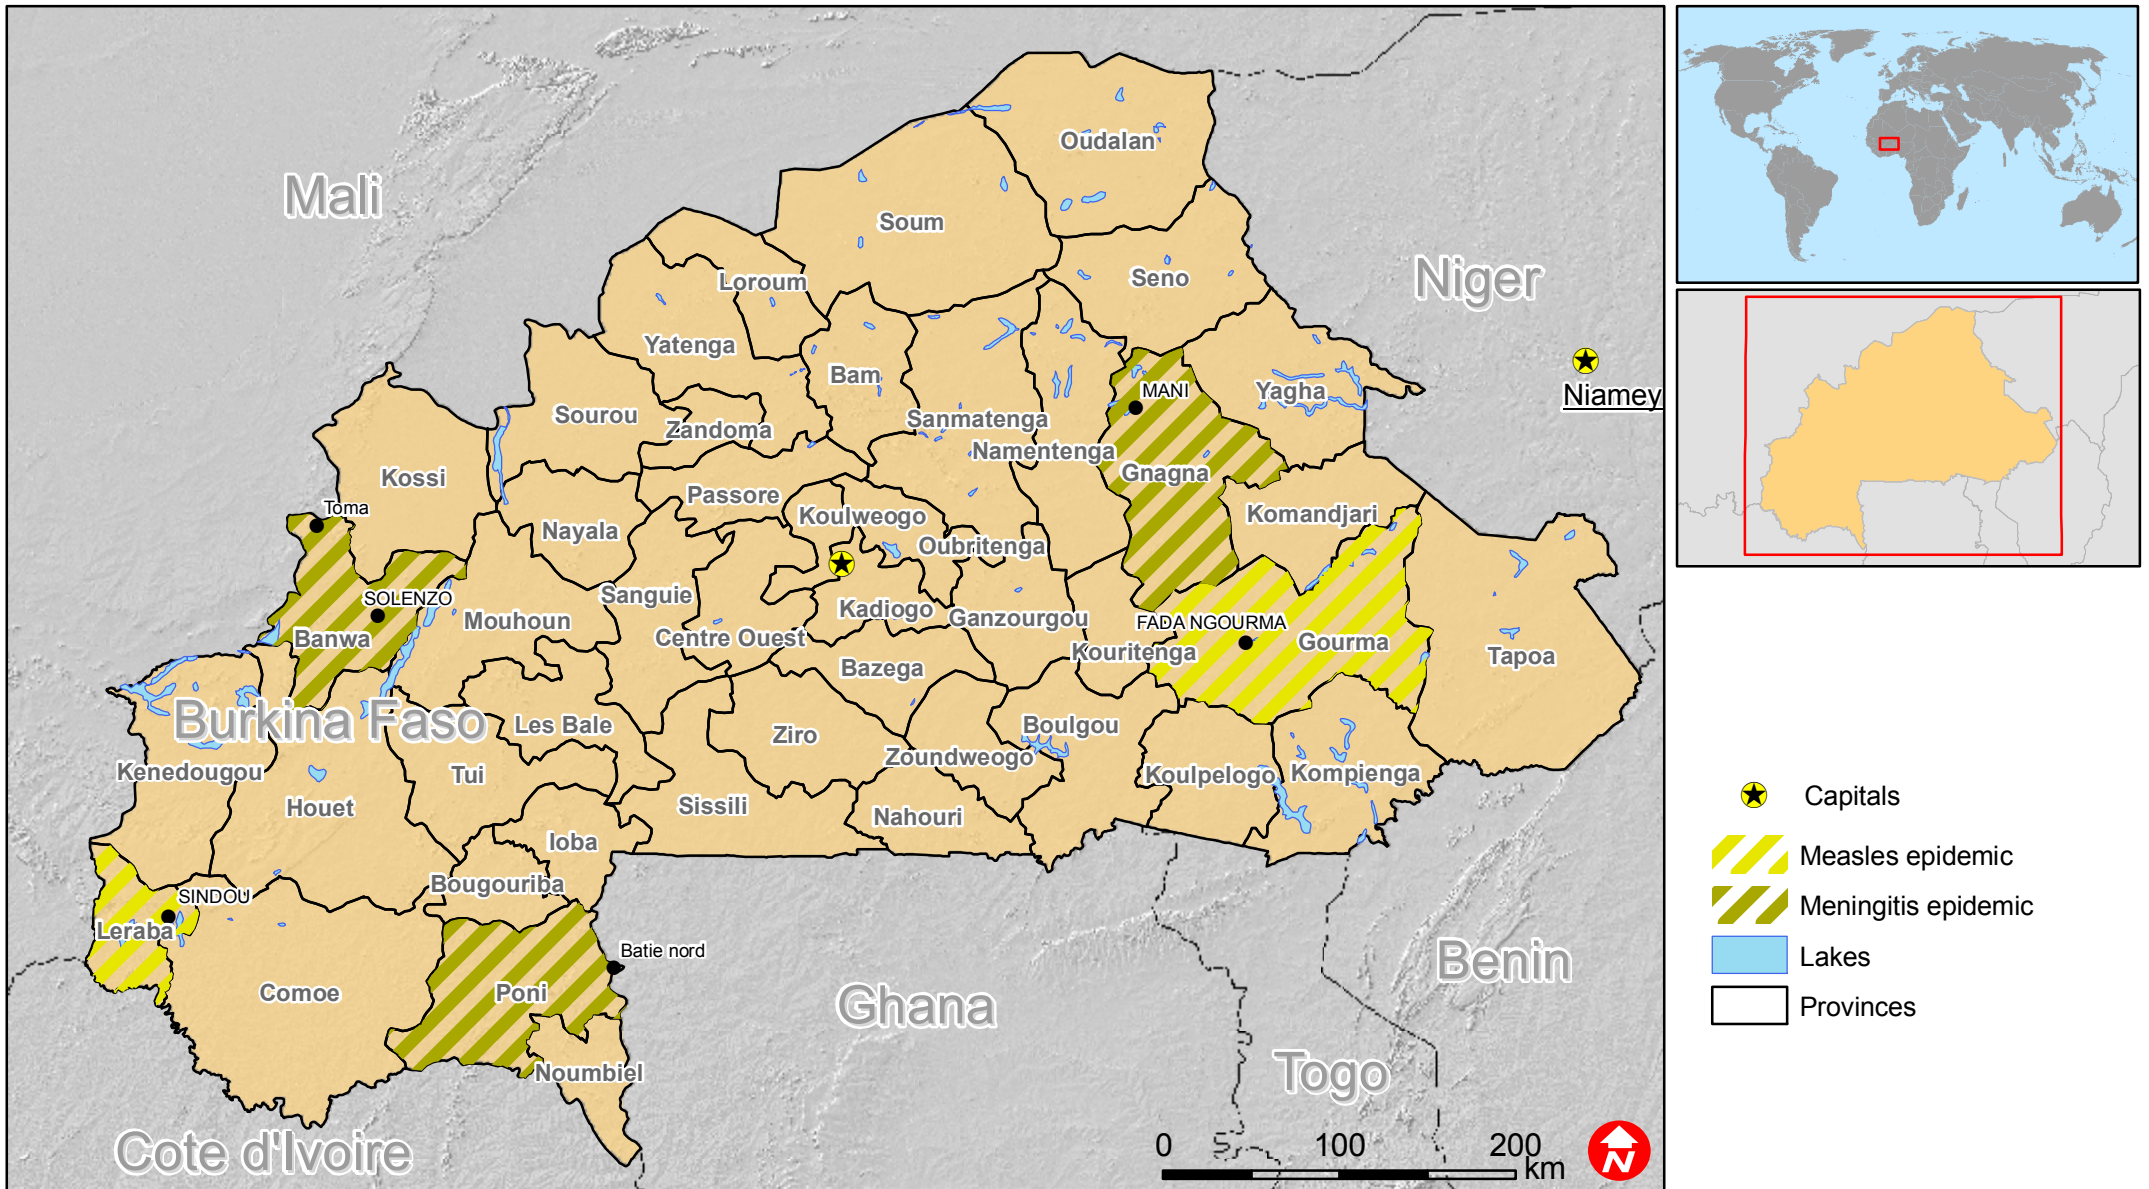 Mali
Niger
Niamey
Burkina Faso
Ghana
Togo
Benin
Cote d'Ivoire
Oudalan
Soum
Seno
Loroum
Yatenga
Bam
Yagha
MANI
Sourou
Zandoma
Sanmatenga
Namentenga
Gnagna
Kossi
Passore
Koulweogo
Komandjari
Toma
Nayala
Oubritenga
SOLENZO
Sanguie
Mouhoun
Kadiogo
Ganzourgou
FADA NGOURMA
Banwa
Centre Ouest
Bazega
Kouritenga
Gourma
Tapoa
Les Bale
Ziro
Boulgou
Zoundweogo
Kenedougou
Tui
Koulpelogo
Kompienga
Houet
Sissili
Nahouri
Ioba
Bougouriba
SINDOU
Leraba
Batie nord
Comoe
Poni
Noumbiel
0 100 200
km
N
Capitals
Measles epidemic
Meningitis epidemic
Lakes
Provinces